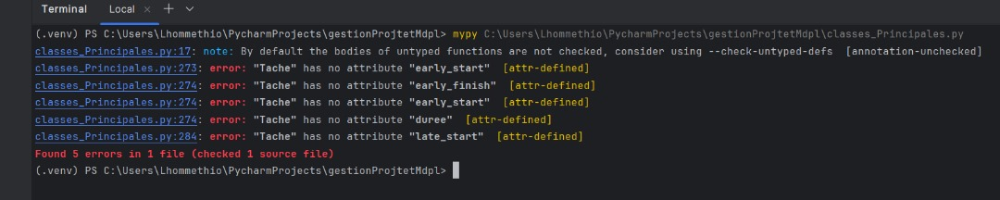 Terminal Local × +
(.venv) PS C:\Users\Lhommethio\PycharmProjects\gestionProjtetMdpl> mypy C:\Users\Lhommethio\PycharmProjects\gestionProjtetMdpl\classes_Principales.py
classes_Principales.py:17: note: By default the bodies of untyped functions are not checked, consider using --check-untyped-defs  [annotation-unchecked]
classes_Principales.py:273: error: "Tache" has no attribute "early_start"  [attr-defined]
classes_Principales.py:274: error: "Tache" has no attribute "early_finish"  [attr-defined]
classes_Principales.py:274: error: "Tache" has no attribute "early_start"  [attr-defined]
classes_Principales.py:274: error: "Tache" has no attribute "duree"  [attr-defined]
classes_Principales.py:284: error: "Tache" has no attribute "late_start"  [attr-defined]
Found 5 errors in 1 file (checked 1 source file)
(.venv) PS C:\Users\Lhommethio\PycharmProjects\gestionProjtetMdpl>